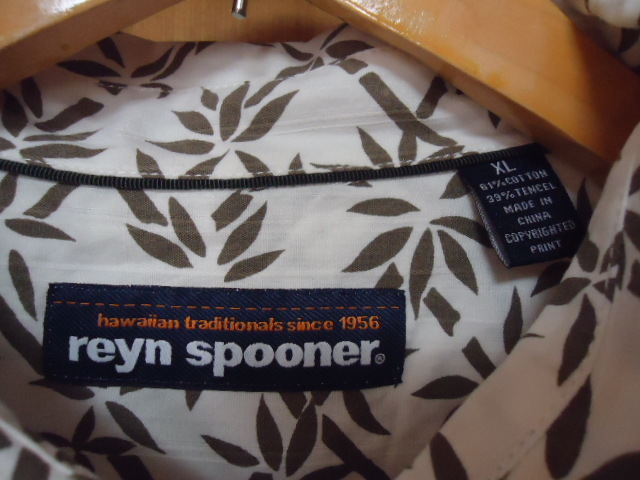 XL
61% COTTON
39% TENCEL
MADE IN
CHINA
COPYRIGHTED
PRINT
hawaiian traditionals since 1956
reyn spooner®